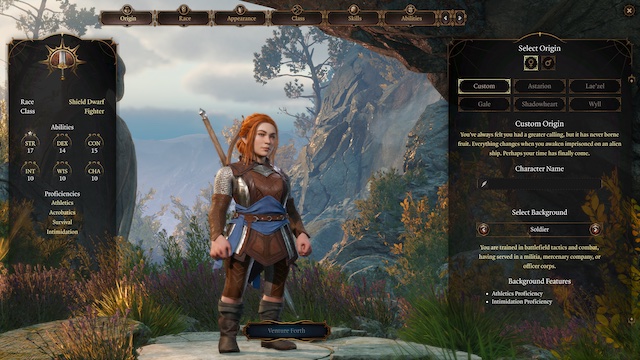 Origin
Race
Appearance
Class
Skills
Abilities
Race Shield Dwarf
Class Fighter
Abilities
STR DEX CON
17 14 15
INT WIS CHA
10 10 10
Proficiencies
Athletics
Acrobatics
Survival
Intimidation
Select Origin
Custom Astarion Lae'zel
Gale Shadowheart Wyll
Custom Origin
You've always felt you had a greater calling, but it has never borne
fruit. Everything changes when you awaken imprisoned on an alien
ship. Perhaps your time has finally come.
Character Name
Select Background
Soldier
You are trained in battlefield tactics and combat,
having served in a militia, mercenary company, or
officer corps.
Background Features
• Athletics Proficiency
• Intimidation Proficiency
Venture Forth